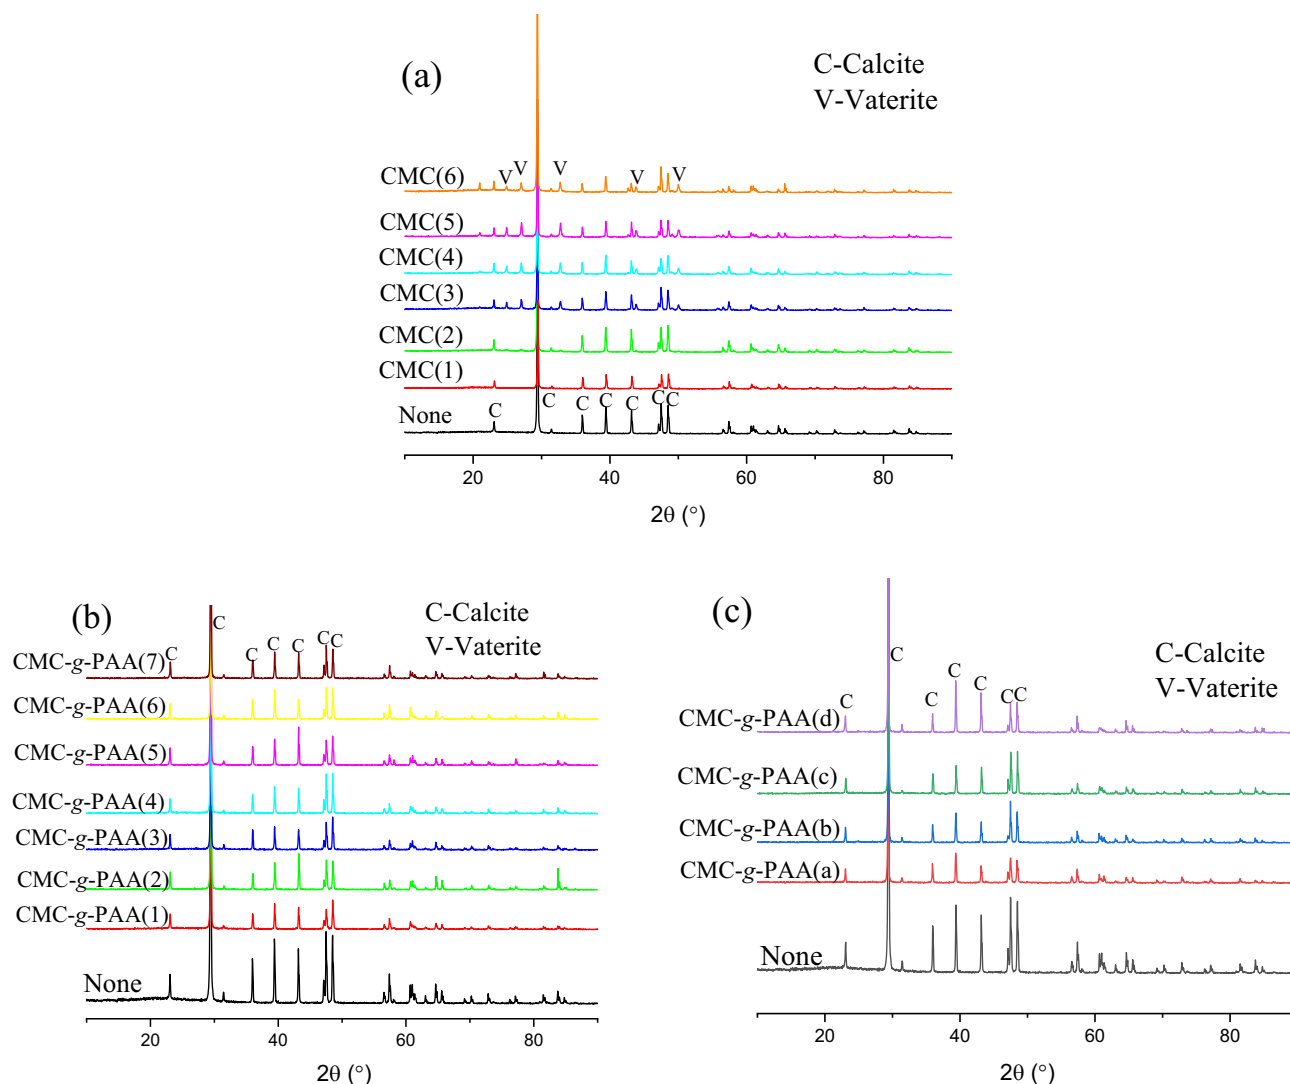 (a)
C-Calcite
V-Vaterite
CMC(6)
V
V
V
V
V
CMC(5)
CMC(4)
CMC(3)
CMC(2)
CMC(1)
None
C
C
C
C
C
C
C
20
40
60
80
2θ (°)
(b)
C-Calcite
V-Vaterite
CMC-g-PAA(7)
C
C
C
C
C
C
C
CMC-g-PAA(6)
CMC-g-PAA(5)
CMC-g-PAA(4)
CMC-g-PAA(3)
CMC-g-PAA(2)
CMC-g-PAA(1)
None
20
40
60
80
2θ (°)
(c)
C-Calcite
V-Vaterite
C
C
C
C
C
C
C
CMC-g-PAA(d)
CMC-g-PAA(c)
CMC-g-PAA(b)
CMC-g-PAA(a)
None
20
40
60
80
2θ (°)